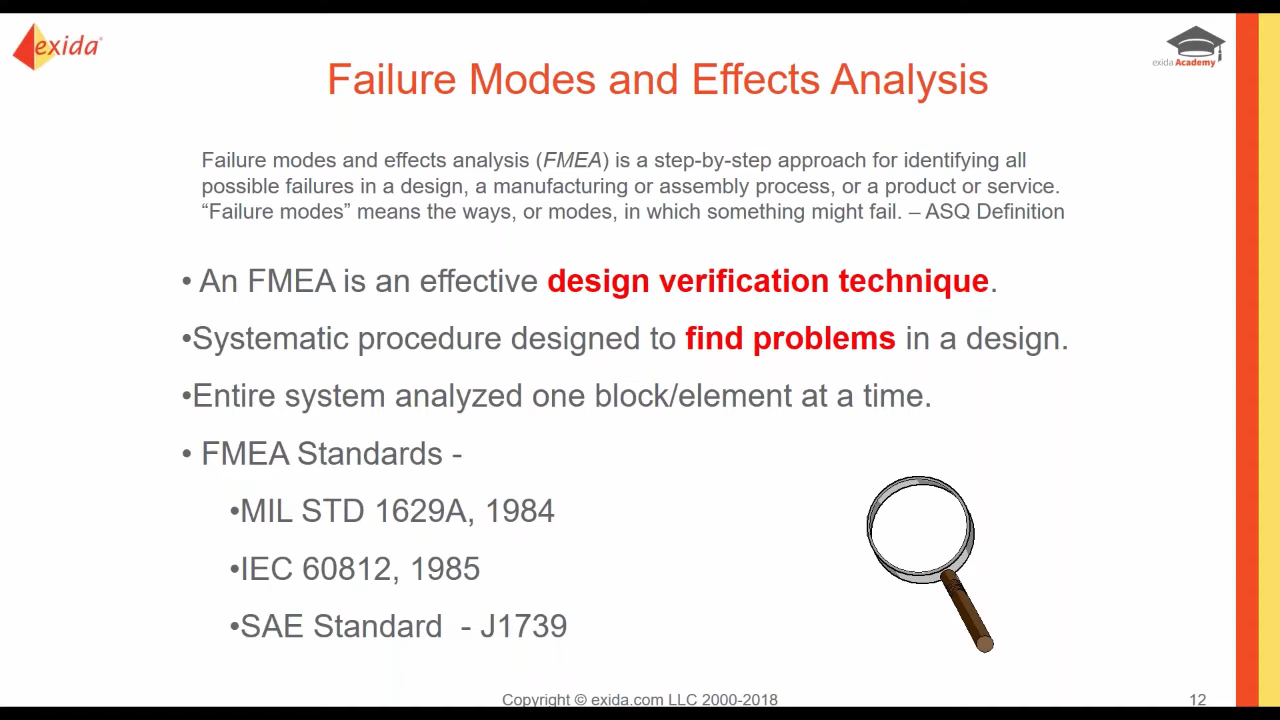 exida
exida Academy
Failure Modes and Effects Analysis
Failure modes and effects analysis (FMEA) is a step-by-step approach for identifying all
possible failures in a design, a manufacturing or assembly process, or a product or service.
“Failure modes” means the ways, or modes, in which something might fail. – ASQ Definition
• An FMEA is an effective design verification technique.
•Systematic procedure designed to find problems in a design.
•Entire system analyzed one block/element at a time.
• FMEA Standards -
•MIL STD 1629A, 1984
•IEC 60812, 1985
•SAE Standard - J1739
Copyright © exida.com LLC 2000-2018
12